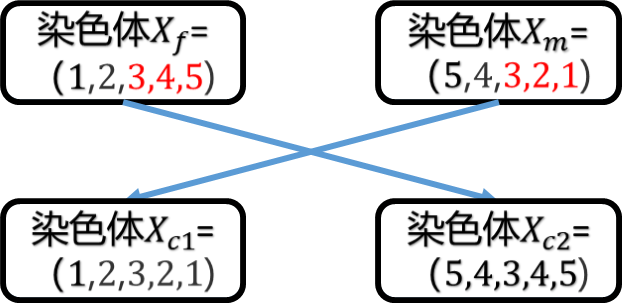 染色体X_f=
(1,2,3,4,5)
染色体X_m=
(5,4,3,2,1)
染色体X_c1=
(1,2,3,2,1)
染色体X_c2=
(5,4,3,4,5)